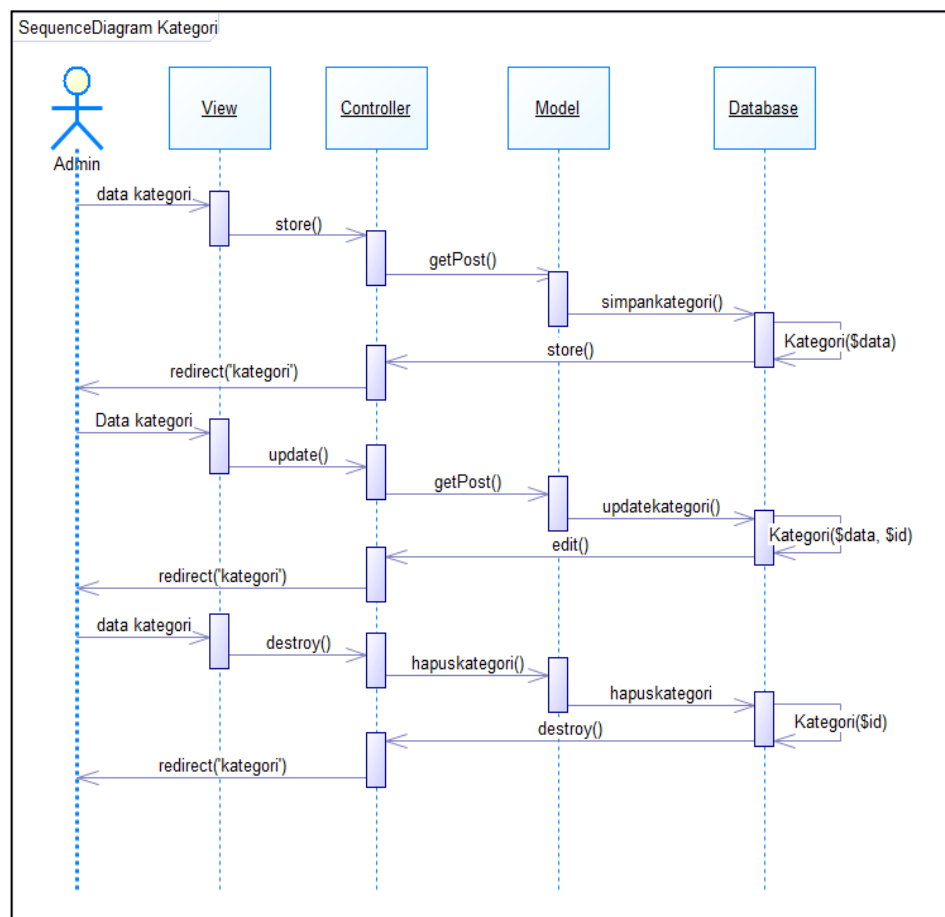 SequenceDiagram Kategori
View
Controller
Model
Database
Admin
data kategori
store()
getPost()
simpankategori()
Kategori($data)
store()
redirect('kategori')
Data kategori
update()
getPost()
updatekategori()
Kategori($data, $id)
edit()
redirect('kategori')
data kategori
destroy()
hapuskategori()
hapuskategori
Kategori($id)
destroy()
redirect('kategori')